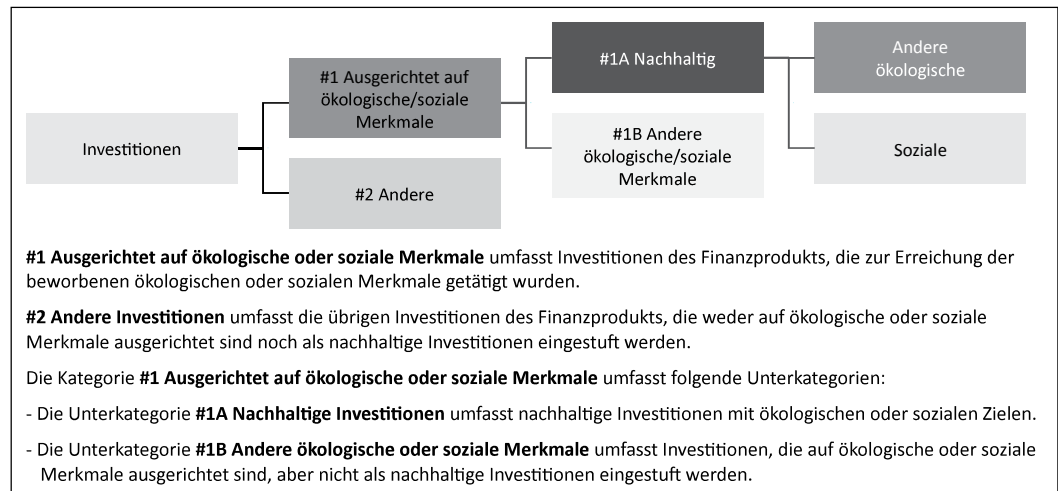 Investitionen
#1 Ausgerichtet auf
ökologische/soziale
Merkmale
#2 Andere
#1A Nachhaltig
#1B Andere
ökologische/soziale
Merkmale
Andere
ökologische
Soziale
#1 Ausgerichtet auf ökologische oder soziale Merkmale umfasst Investitionen des Finanzprodukts, die zur Erreichung der
beworbenen ökologischen oder sozialen Merkmale getätigt wurden.
#2 Andere Investitionen umfasst die übrigen Investitionen des Finanzprodukts, die weder auf ökologische oder soziale
Merkmale ausgerichtet sind noch als nachhaltige Investitionen eingestuft werden.
Die Kategorie #1 Ausgerichtet auf ökologische oder soziale Merkmale umfasst folgende Unterkategorien:
- Die Unterkategorie #1A Nachhaltige Investitionen umfasst nachhaltige Investitionen mit ökologischen oder sozialen Zielen.
- Die Unterkategorie #1B Andere ökologische oder soziale Merkmale umfasst Investitionen, die auf ökologische oder soziale
Merkmale ausgerichtet sind, aber nicht als nachhaltige Investitionen eingestuft werden.